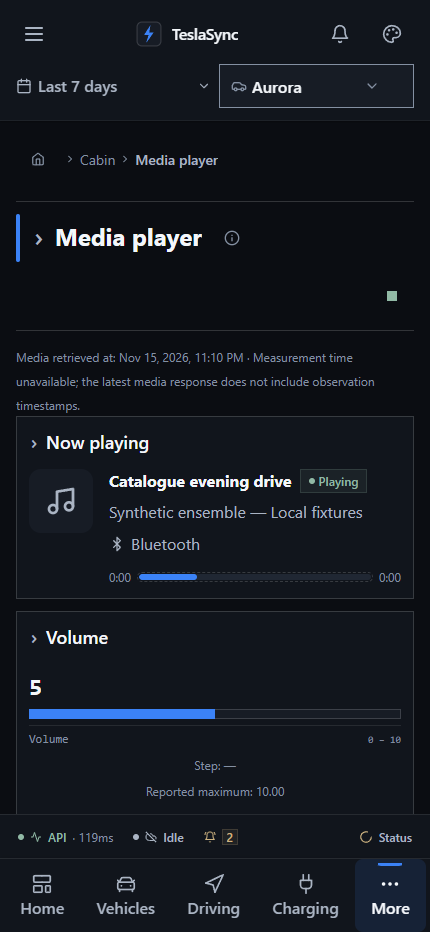 TeslaSync
Last 7 days
Aurora
Cabin
Media player
Media player
Media retrieved at: Nov 15, 2026, 11:10 PM · Measurement time
unavailable; the latest media response does not include observation
timestamps.
Now playing
Catalogue evening drive
Playing
Synthetic ensemble — Local fixtures
Bluetooth
0:00
0:00
Volume
5
Volume
0 – 10
Step: —
Reported maximum: 10.00
API · 119ms
Idle
2
Status
Home
Vehicles
Driving
Charging
More